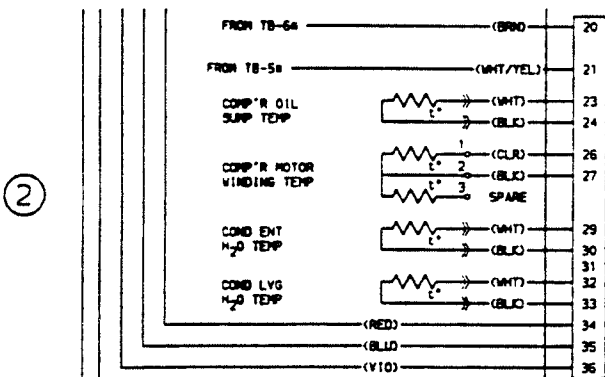 FROM TB-6# (BRN) 20
FROM TB-5# (WHT/YEL) 21
COMP'R OIL (WHT) 23
SUMP TEMP t° (BLK) 24
1 (CLR) 26
COMP'R MOTOR t° 2 (BLK) 27
WINDING TEMP t° 3 SPARE
2
COND ENT (WHT) 29
H2O TEMP t° (BLK) 30
31
COND LVG (WHT) 32
H2O TEMP t° (BLK) 33
(RED) 34
(BLU) 35
(VIO) 36